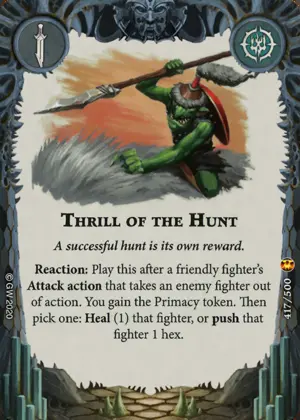 Thrill of the Hunt
A successful hunt is its own reward.
Reaction: Play this after a friendly fighter's
Attack action that takes an enemy fighter out
of action. You gain the Primacy token. Then
pick one: Heal (1) that fighter, or push that
fighter 1 hex.
© GW 2020
417/500